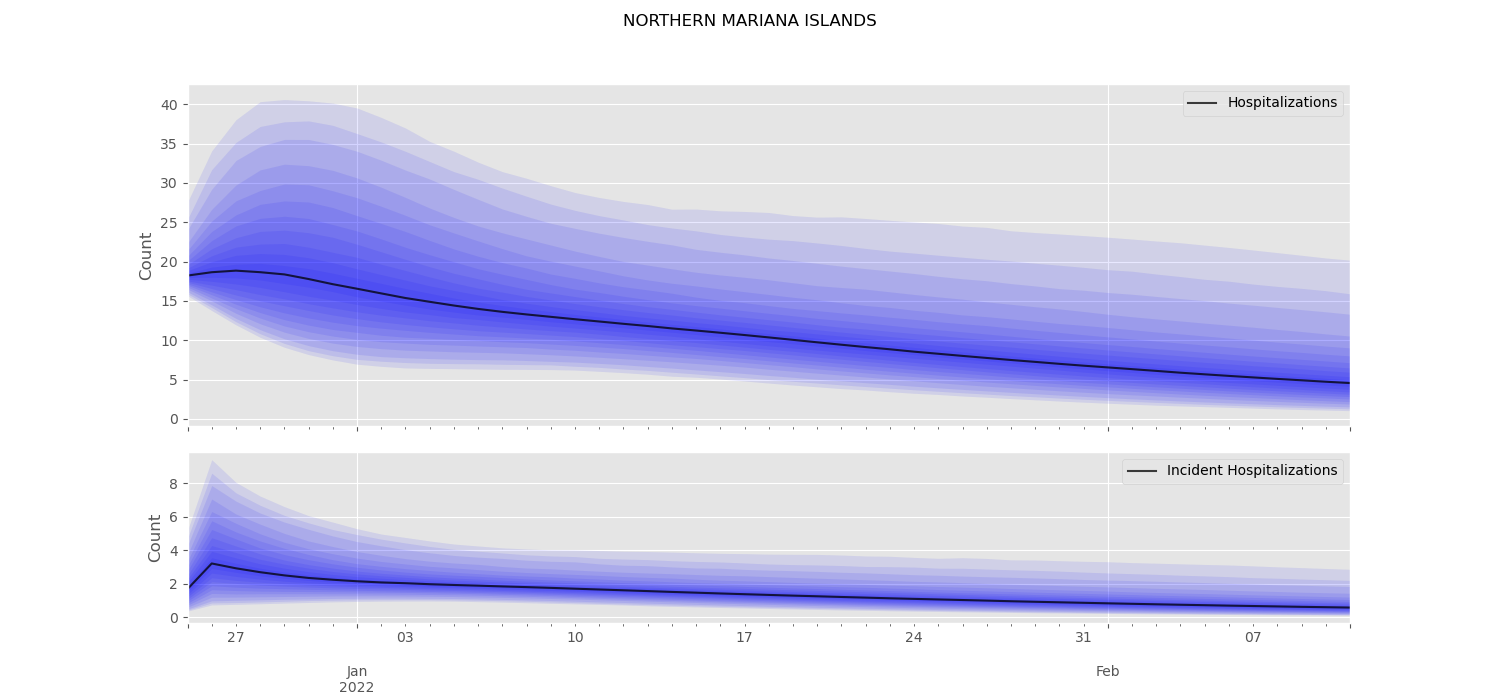 NORTHERN MARIANA ISLANDS
Hospitalizations
40
35
30
25
20
15
10
5
0
Count
Incident Hospitalizations
8
6
4
2
0
Count
27 03 10 17 24 31 07
Jan Feb
2022